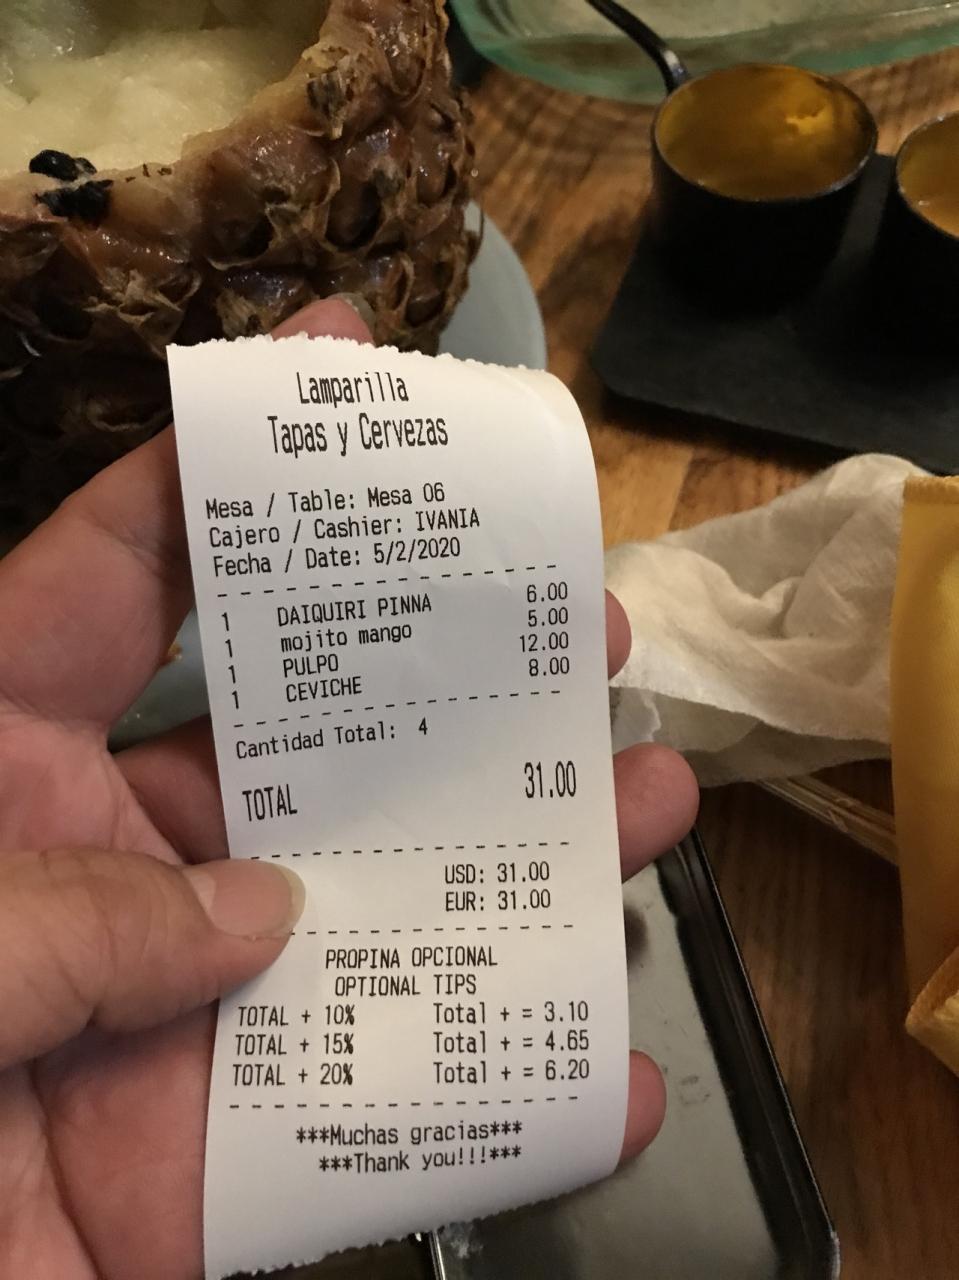 Lamparilla
Tapas y Cervezas
Mesa / Table: Mesa 06
Cajero / Cashier: IVANIA
Fecha / Date: 5/2/2020
1 DAIQUIRI PINNA 6.00
1 mojito mango 5.00
1 PULPO 12.00
1 CEVICHE 8.00
Cantidad Total: 4
TOTAL 31.00
USD: 31.00
EUR: 31.00
PROPINA OPCIONAL
OPTIONAL TIPS
TOTAL + 10% Total + = 3.10
TOTAL + 15% Total + = 4.65
TOTAL + 20% Total + = 6.20
***Muchas gracias***
***Thank you!!!***